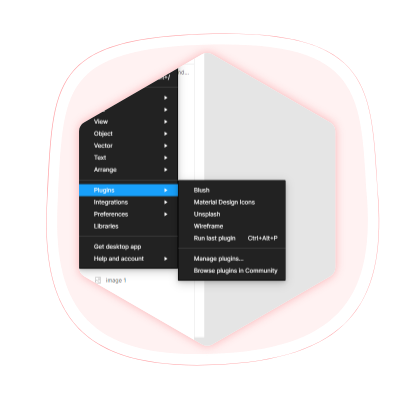 View
Object
Vector
Text
Arrange
Plugins
Integrations
Preferences
Libraries
Get desktop app
Help and account
Blush
Material Design Icons
Unsplash
Wireframe
Run last plugin Ctrl+Alt+P
Manage plugins...
Browse plugins in Community
image 1